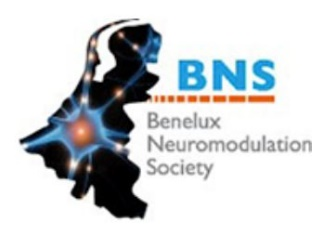 BNS
Benelux
Neuromodulation
Society